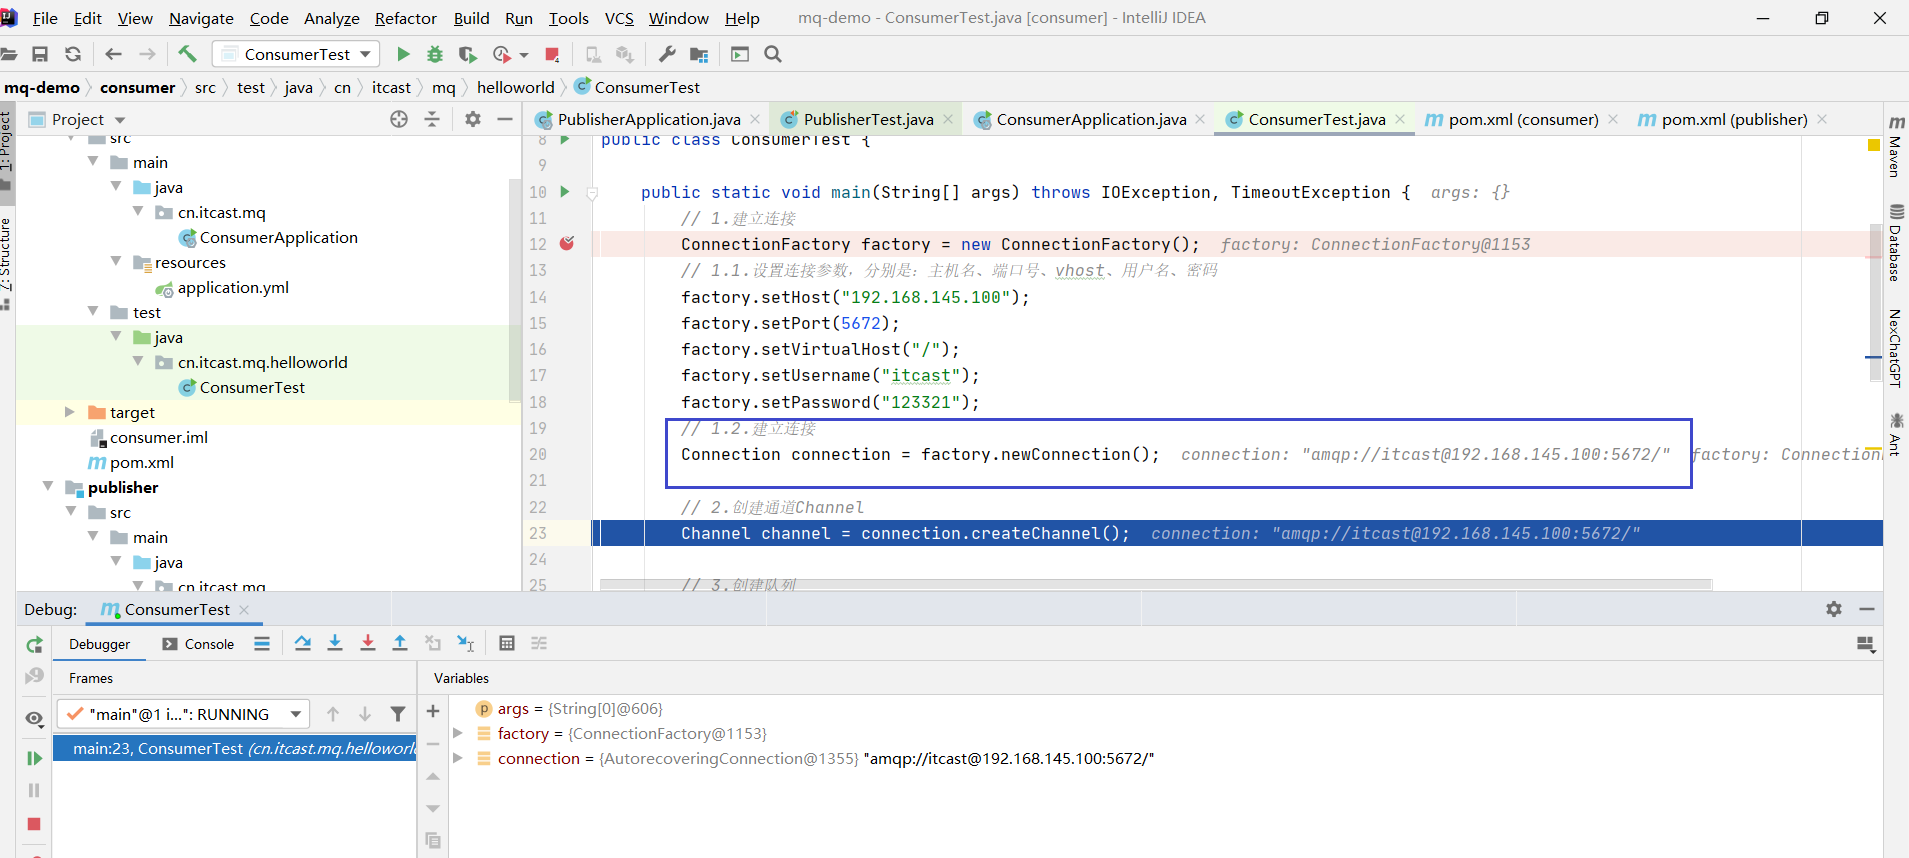 File Edit View Navigate Code Analyze Refactor Build Run Tools VCS Window Help mq-demo - ConsumerTest.java [consumer] - IntelliJ IDEA
ConsumerTest
mq-demo consumer src test java cn itcast mq helloworld ConsumerTest
Project
PublisherApplication.java PublisherTest.java ConsumerApplication.java ConsumerTest.java pom.xml (consumer) pom.xml (publisher)
1: Project
Z: Structure
src
main
java
cn.itcast.mq
ConsumerApplication
resources
application.yml
test
java
cn.itcast.mq.helloworld
ConsumerTest
target
consumer.iml
pom.xml
publisher
src
main
java
cn.itcast.mq
8 public class ConsumerTest {
9
10 public static void main(String[] args) throws IOException, TimeoutException { args: {}
11 // 1.建立连接
12 ConnectionFactory factory = new ConnectionFactory(); factory: ConnectionFactory@1153
13 // 1.1.设置连接参数，分别是：主机名、端口号、vhost、用户名、密码
14 factory.setHost("192.168.145.100");
15 factory.setPort(5672);
16 factory.setVirtualHost("/");
17 factory.setUsername("itcast");
18 factory.setPassword("123321");
19 // 1.2.建立连接
20 Connection connection = factory.newConnection(); connection: "amqp://itcast@192.168.145.100:5672/" factory: Connection
21
22 // 2.创建通道Channel
23 Channel channel = connection.createChannel(); connection: "amqp://itcast@192.168.145.100:5672/"
24
25 // 3.创建队列
Maven
Database
NexChatGPT
Ant
Debug: ConsumerTest
Debugger Console
Frames
Variables
"main"@1 i...": RUNNING
main:23, ConsumerTest (cn.itcast.mq.helloworl
args = {String[0]@606}
factory = {ConnectionFactory@1153}
connection = {AutorecoveringConnection@1355} "amqp://itcast@192.168.145.100:5672/"